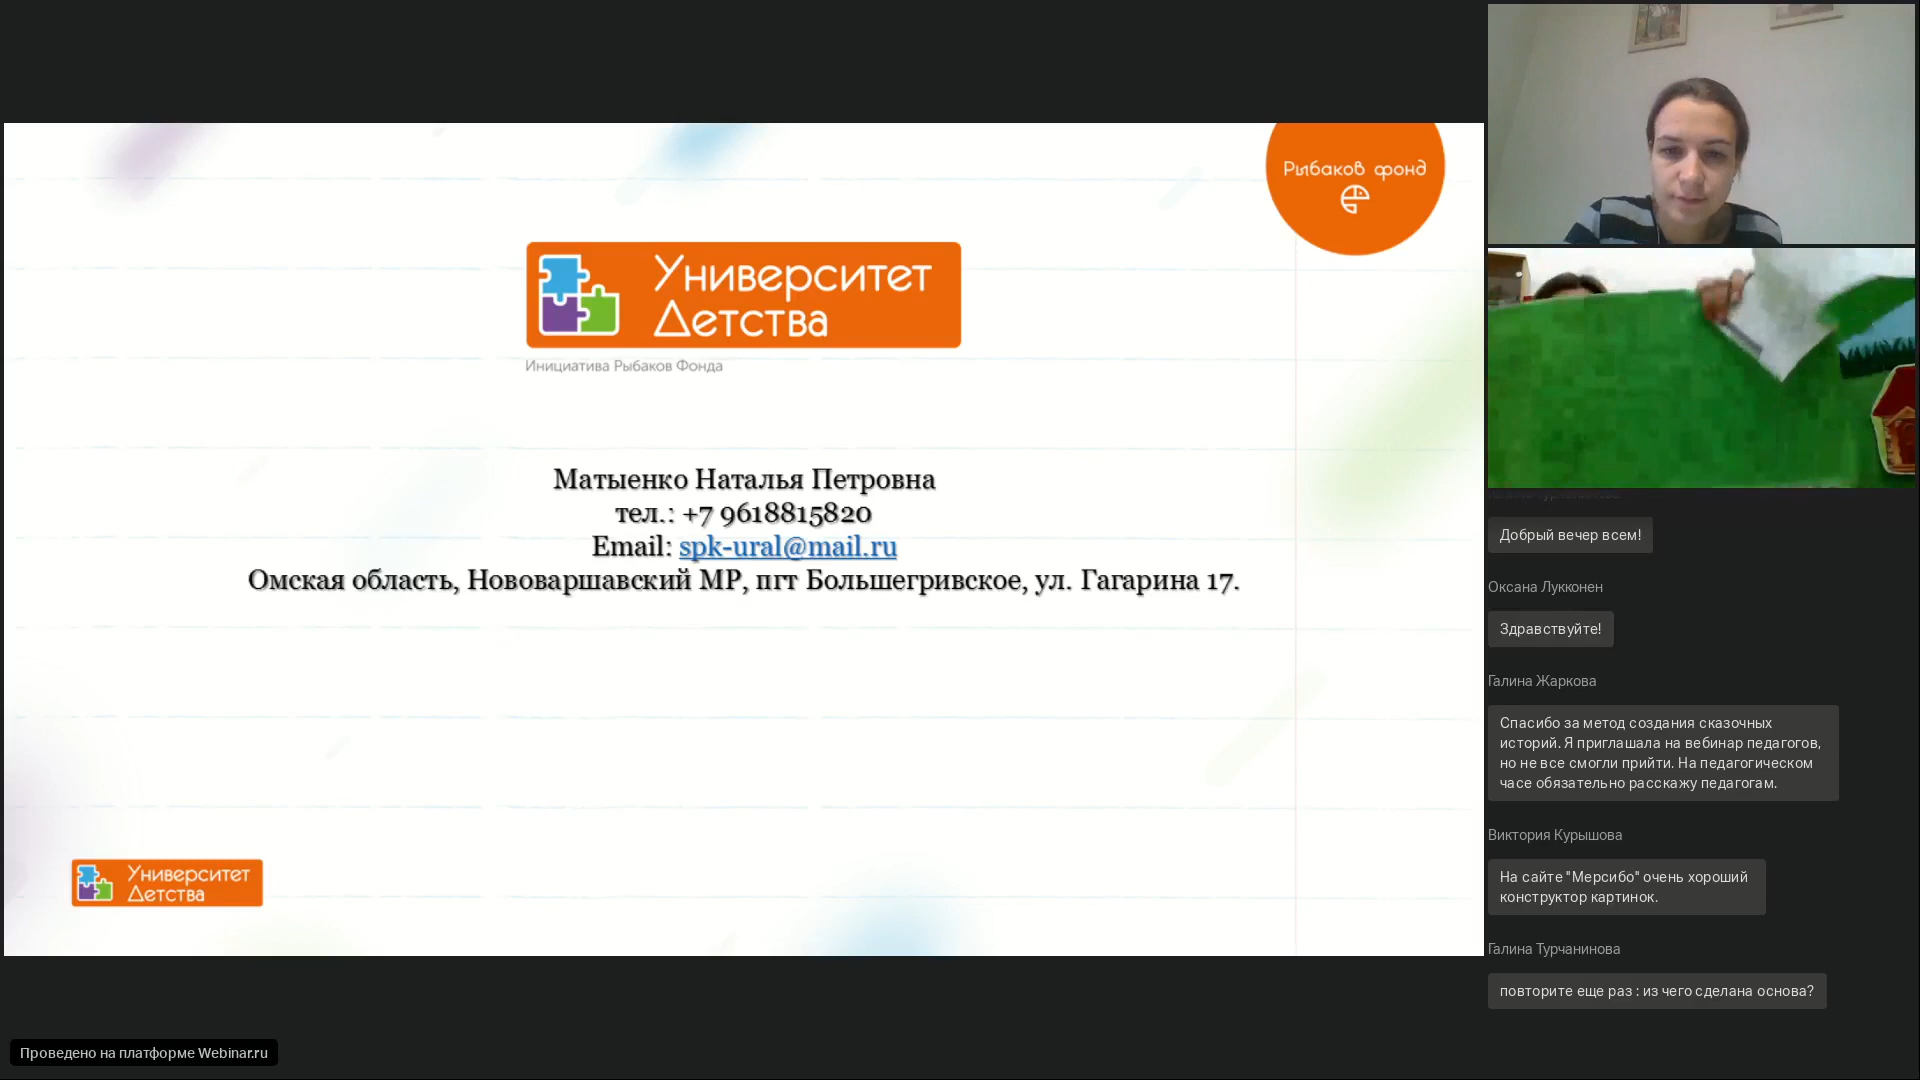 Рыбаков фонд
Университет
Детства
Инициатива Рыбаков Фонда
Матыенко Наталья Петровна
тел.: +7 9618815820
Email: spk-ural@mail.ru
Омская область, Нововаршавский МР, пгт Большегривское, ул. Гагарина 17.
Университет
Детства
Проведено на платформе Webinar.ru
Добрый вечер всем!
Оксана Лукконен
Здравствуйте!
Галина Жаркова
Спасибо за метод создания сказочных
историй. Я приглашала на вебинар педагогов,
но не все смогли прийти. На педагогическом
часе обязательно расскажу педагогам.
Виктория Курышова
На сайте "Мерсибо" очень хороший
конструктор картинок.
Галина Турчанинова
повторите еще раз : из чего сделана основа?